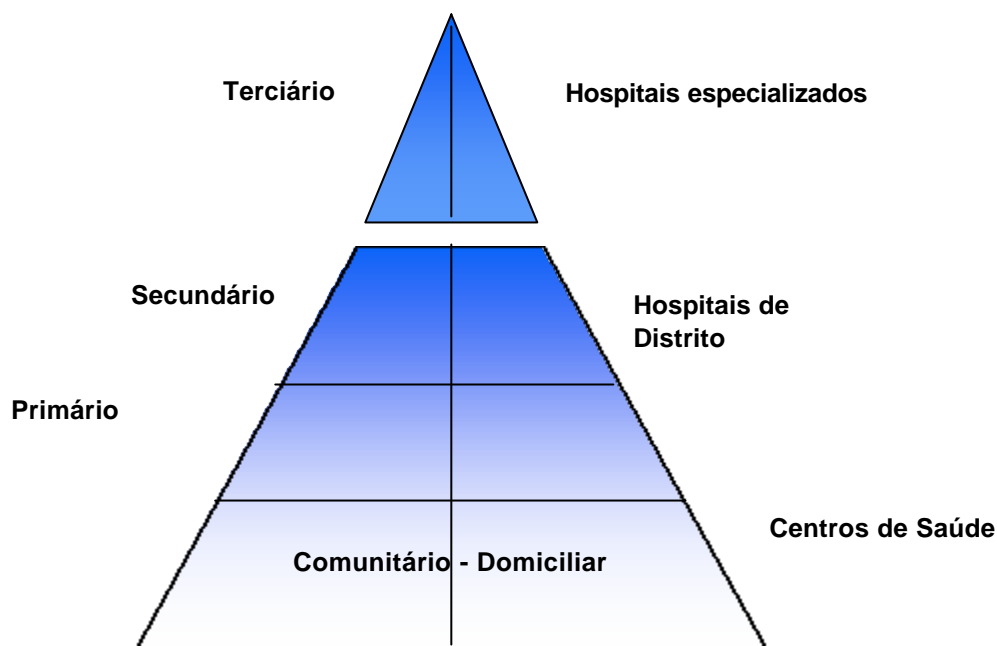 Terciário
Hospitais especializados
Secundário
Hospitais de
Distrito
Primário
Centros de Saúde
Comunitário - Domiciliar